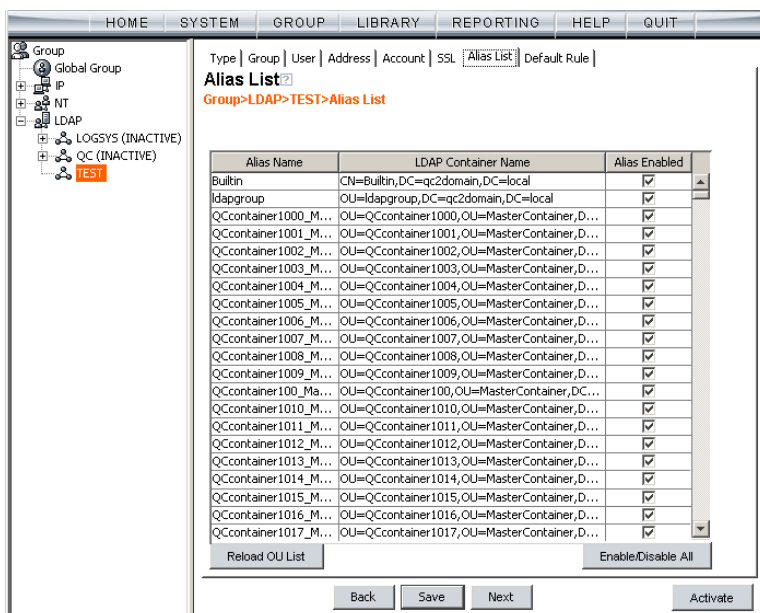 HOME SYSTEM GROUP LIBRARY REPORTING HELP QUIT
Group
Global Group
IP
NT
LDAP
LOGSYS (INACTIVE)
QC (INACTIVE)
TEST
Type | Group | User | Address | Account | SSL | Alias List | Default Rule |
Alias List ?
Group>LDAP>TEST>Alias List
Alias Name LDAP Container Name Alias Enabled
Builtin CN=Builtin,DC=qc2domain,DC=local
ldapgroup OU=ldapgroup,DC=qc2domain,DC=local
QCcontainer1000_M... OU=QCcontainer1000,OU=MasterContainer,D...
QCcontainer1001_M... OU=QCcontainer1001,OU=MasterContainer,D...
QCcontainer1002_M... OU=QCcontainer1002,OU=MasterContainer,D...
QCcontainer1003_M... OU=QCcontainer1003,OU=MasterContainer,D...
QCcontainer1004_M... OU=QCcontainer1004,OU=MasterContainer,D...
QCcontainer1005_M... OU=QCcontainer1005,OU=MasterContainer,D...
QCcontainer1006_M... OU=QCcontainer1006,OU=MasterContainer,D...
QCcontainer1007_M... OU=QCcontainer1007,OU=MasterContainer,D...
QCcontainer1008_M... OU=QCcontainer1008,OU=MasterContainer,D...
QCcontainer1009_M... OU=QCcontainer1009,OU=MasterContainer,D...
QCcontainer100_Ma... OU=QCcontainer100,OU=MasterContainer,DC...
QCcontainer1010_M... OU=QCcontainer1010,OU=MasterContainer,D...
QCcontainer1011_M... OU=QCcontainer1011,OU=MasterContainer,D...
QCcontainer1012_M... OU=QCcontainer1012,OU=MasterContainer,D...
QCcontainer1013_M... OU=QCcontainer1013,OU=MasterContainer,D...
QCcontainer1014_M... OU=QCcontainer1014,OU=MasterContainer,D...
QCcontainer1015_M... OU=QCcontainer1015,OU=MasterContainer,D...
QCcontainer1016_M... OU=QCcontainer1016,OU=MasterContainer,D...
QCcontainer1017_M... OU=QCcontainer1017,OU=MasterContainer,D...
Reload OU List Enable/Disable All
Back Save Next Activate